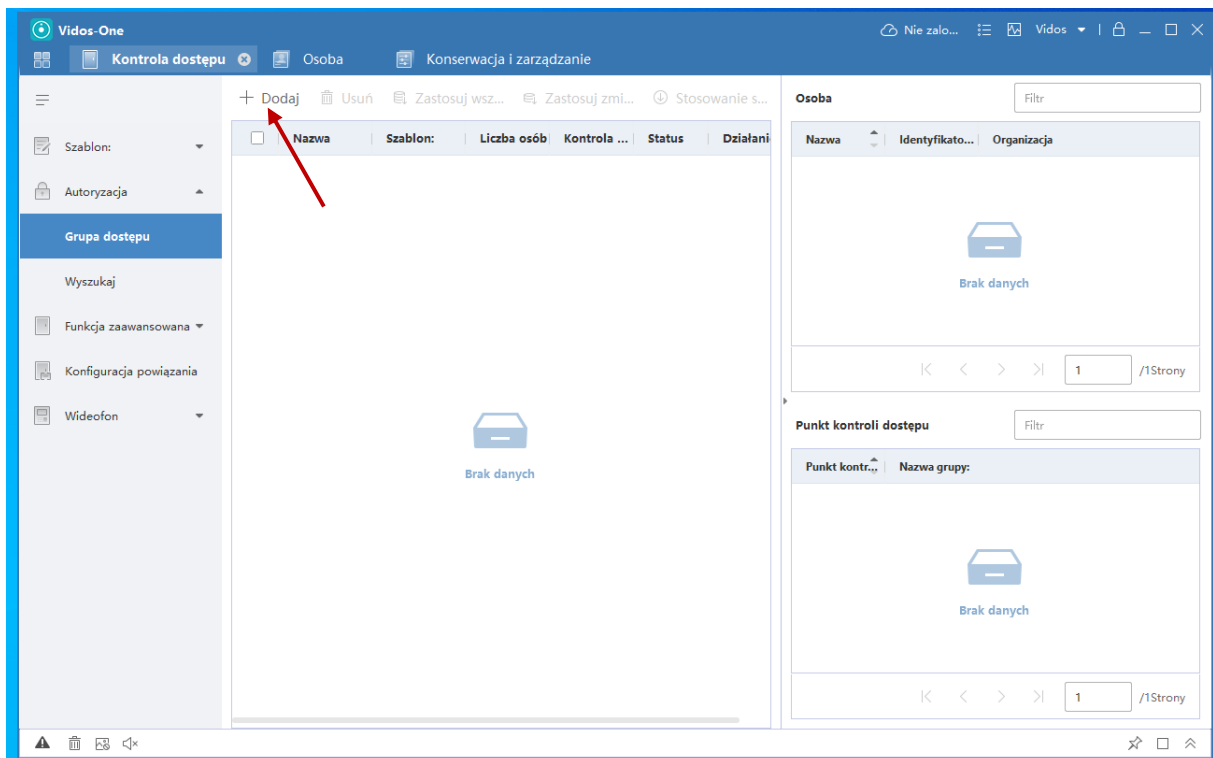 Vidos-One
Nie zalo...
Vidos
Kontrola dostępu
Osoba
Konserwacja i zarządzanie
Dodaj
Usuń
Zastosuj wsz...
Zastosuj zmi...
Stosowanie s...
Osoba
Filtr
Nazwa
Szablon:
Liczba osób
Kontrola ...
Status
Działani
Nazwa
Identyfikato...
Organizacja
Szablon:
Autoryzacja
Grupa dostępu
Wyszukaj
Funkcja zaawansowana
Konfiguracja powiązania
Wideofon
Brak danych
Brak danych
1 /1Strony
Punkt kontroli dostępu
Filtr
Punkt kontr...
Nazwa grupy:
Brak danych
1 /1Strony